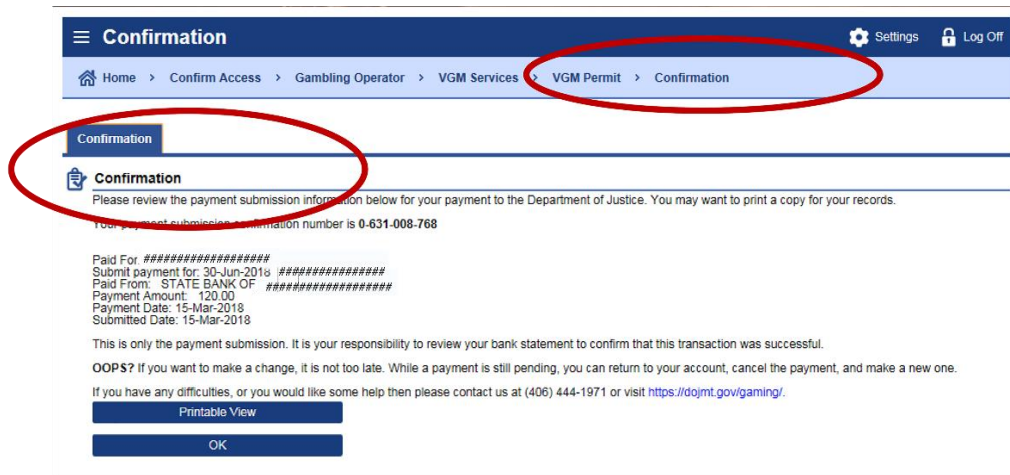 Confirmation
Settings
Log Off
Home > Confirm Access > Gambling Operator > VGM Services > VGM Permit > Confirmation
Confirmation
Confirmation
Please review the payment submission information below for your payment to the Department of Justice. You may want to print a copy for your records.
Your payment submission confirmation number is 0-631-008-768
Paid For. ###################
Submit payment for: 30-Jun-2018 ################
Paid From: STATE BANK OF ###################
Payment Amount: 120.00
Payment Date: 15-Mar-2018
Submitted Date: 15-Mar-2018
This is only the payment submission. It is your responsibility to review your bank statement to confirm that this transaction was successful.
OOPS? If you want to make a change, it is not too late. While a payment is still pending, you can return to your account, cancel the payment, and make a new one.
If you have any difficulties, or you would like some help then please contact us at (406) 444-1971 or visit https://dojmt.gov/gaming/.
Printable View
OK